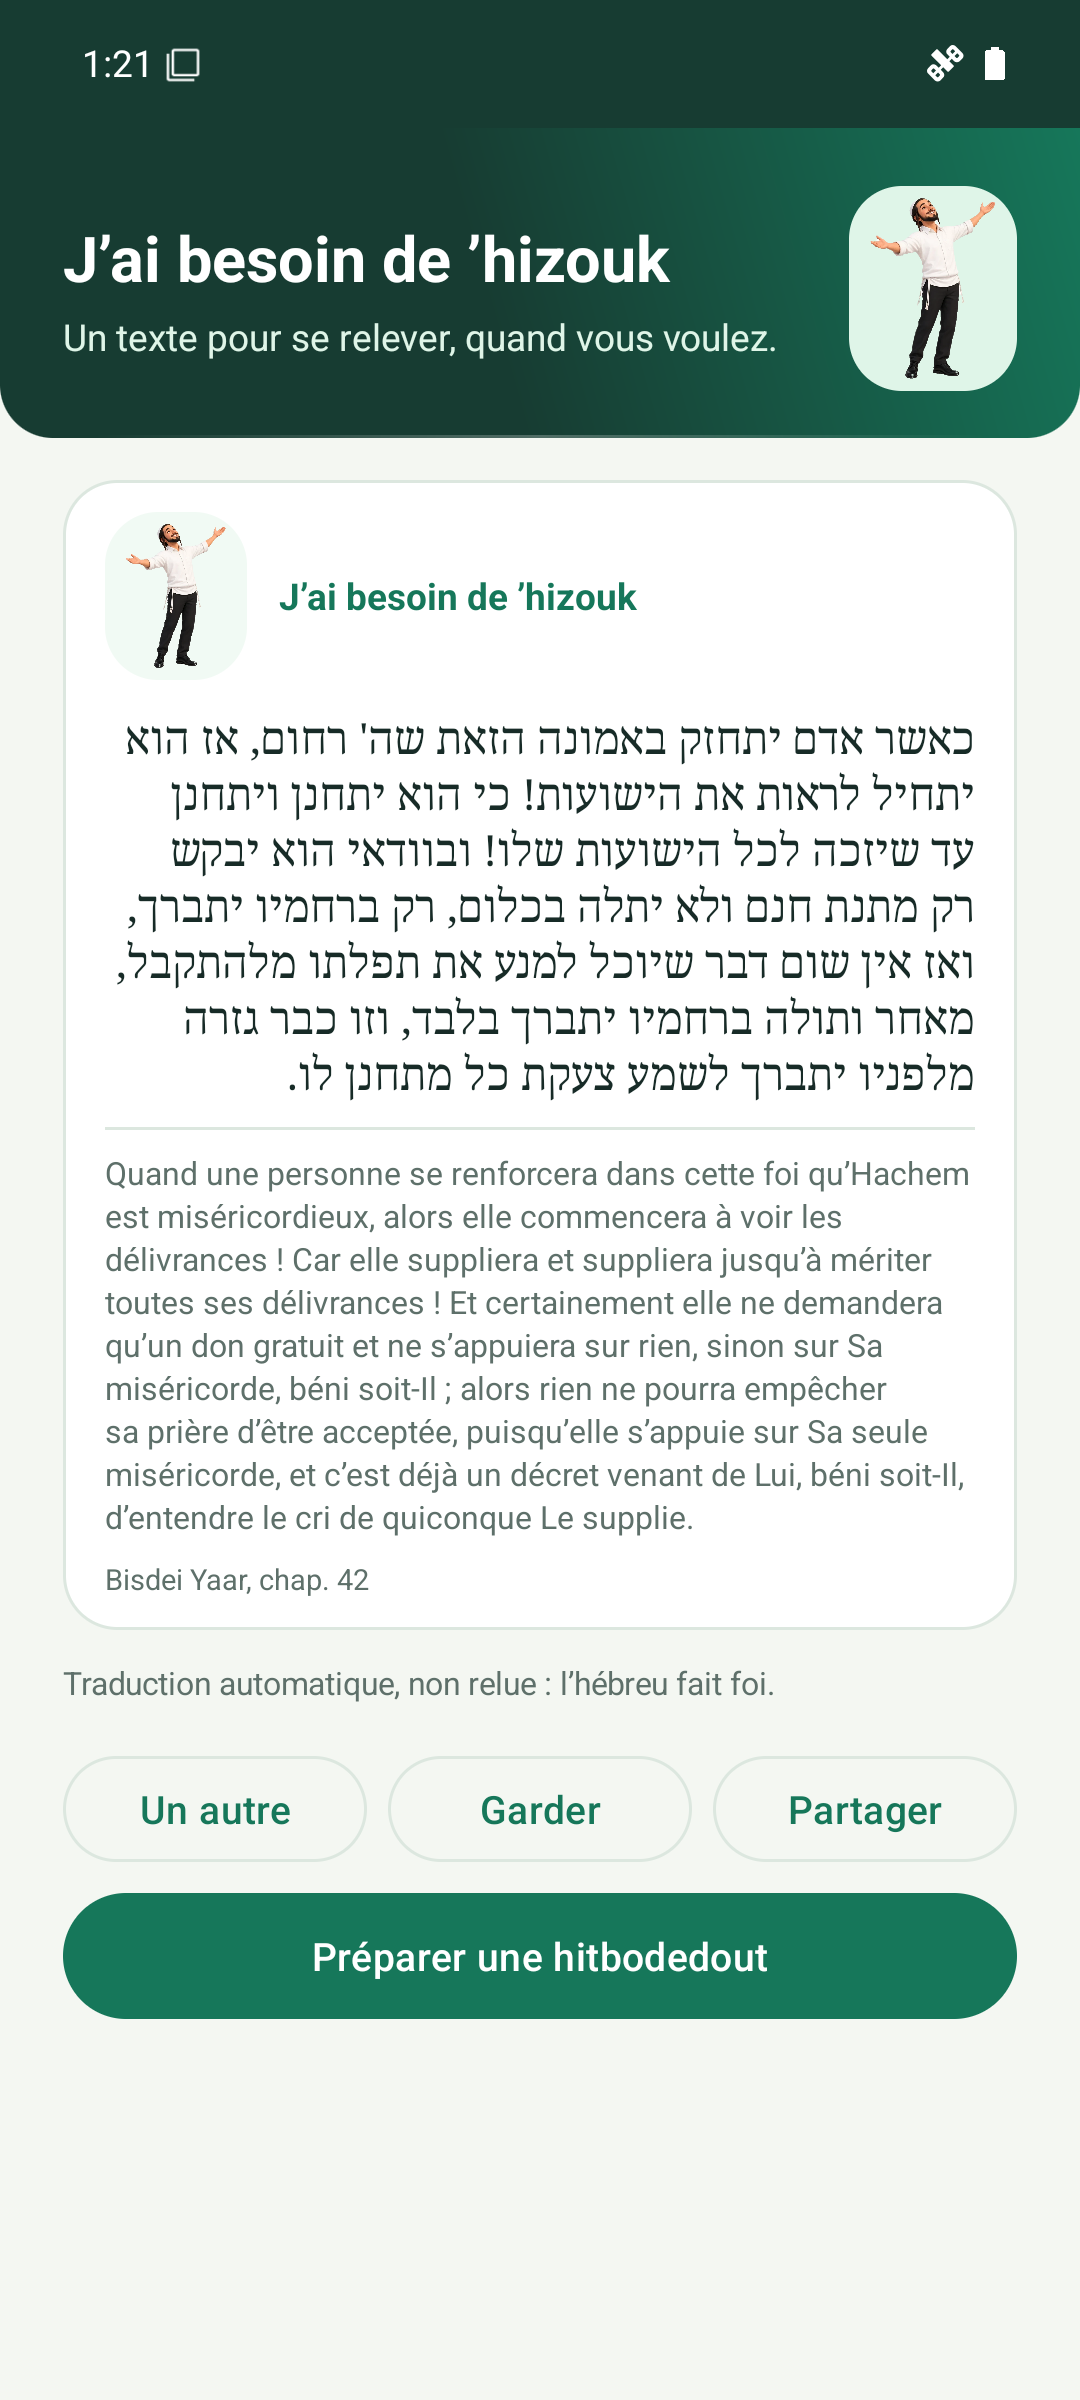 1:21
J’ai besoin de ’hizouk
Un texte pour se relever, quand vous voulez.
J’ai besoin de ’hizouk
כאשר אדם יתחזק באמונה הזאת שה' רחום, אז הוא
יתחיל לראות את הישועות! כי הוא יתחנן ויתחנן
עד שיזכה לכל הישועות שלו! ובוודאי הוא יבקש
רק מתנת חנם ולא יתלה בכלום, רק ברחמיו יתברך,
ואז אין שום דבר שיוכל למנע את תפלתו מלהתקבל,
מאחר ותולה ברחמיו יתברך בלבד, וזו כבר גזרה
מלפניו יתברך לשמע צעקת כל מתחנן לו.
Quand une personne se renforcera dans cette foi qu’Hachem
est miséricordieux, alors elle commencera à voir les
délivrances ! Car elle suppliera et suppliera jusqu’à mériter
toutes ses délivrances ! Et certainement elle ne demandera
qu’un don gratuit et ne s’appuiera sur rien, sinon sur Sa
miséricorde, béni soit-Il ; alors rien ne pourra empêcher
sa prière d’être acceptée, puisqu’elle s’appuie sur Sa seule
miséricorde, et c’est déjà un décret venant de Lui, béni soit-Il,
d’entendre le cri de quiconque Le supplie.
Bisdei Yaar, chap. 42
Traduction automatique, non relue : l’hébreu fait foi.
Un autre
Garder
Partager
Préparer une hitbodedout